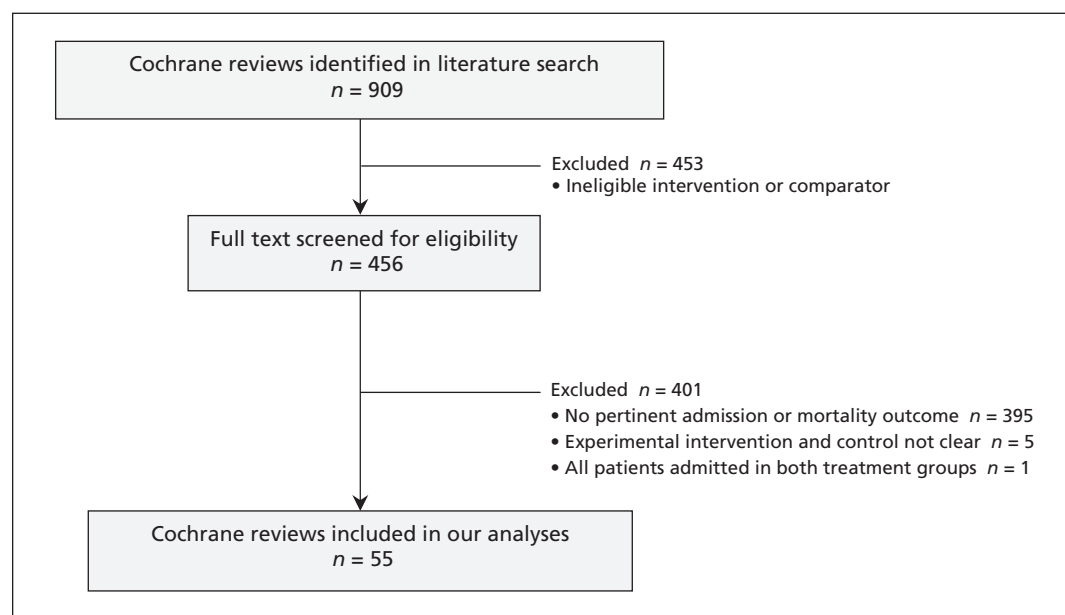 Cochrane reviews identified in literature search
n = 909
Excluded n = 453
• Ineligible intervention or comparator
Full text screened for eligibility
n = 456
Excluded n = 401
• No pertinent admission or mortality outcome n = 395
• Experimental intervention and control not clear n = 5
• All patients admitted in both treatment groups n = 1
Cochrane reviews included in our analyses
n = 55